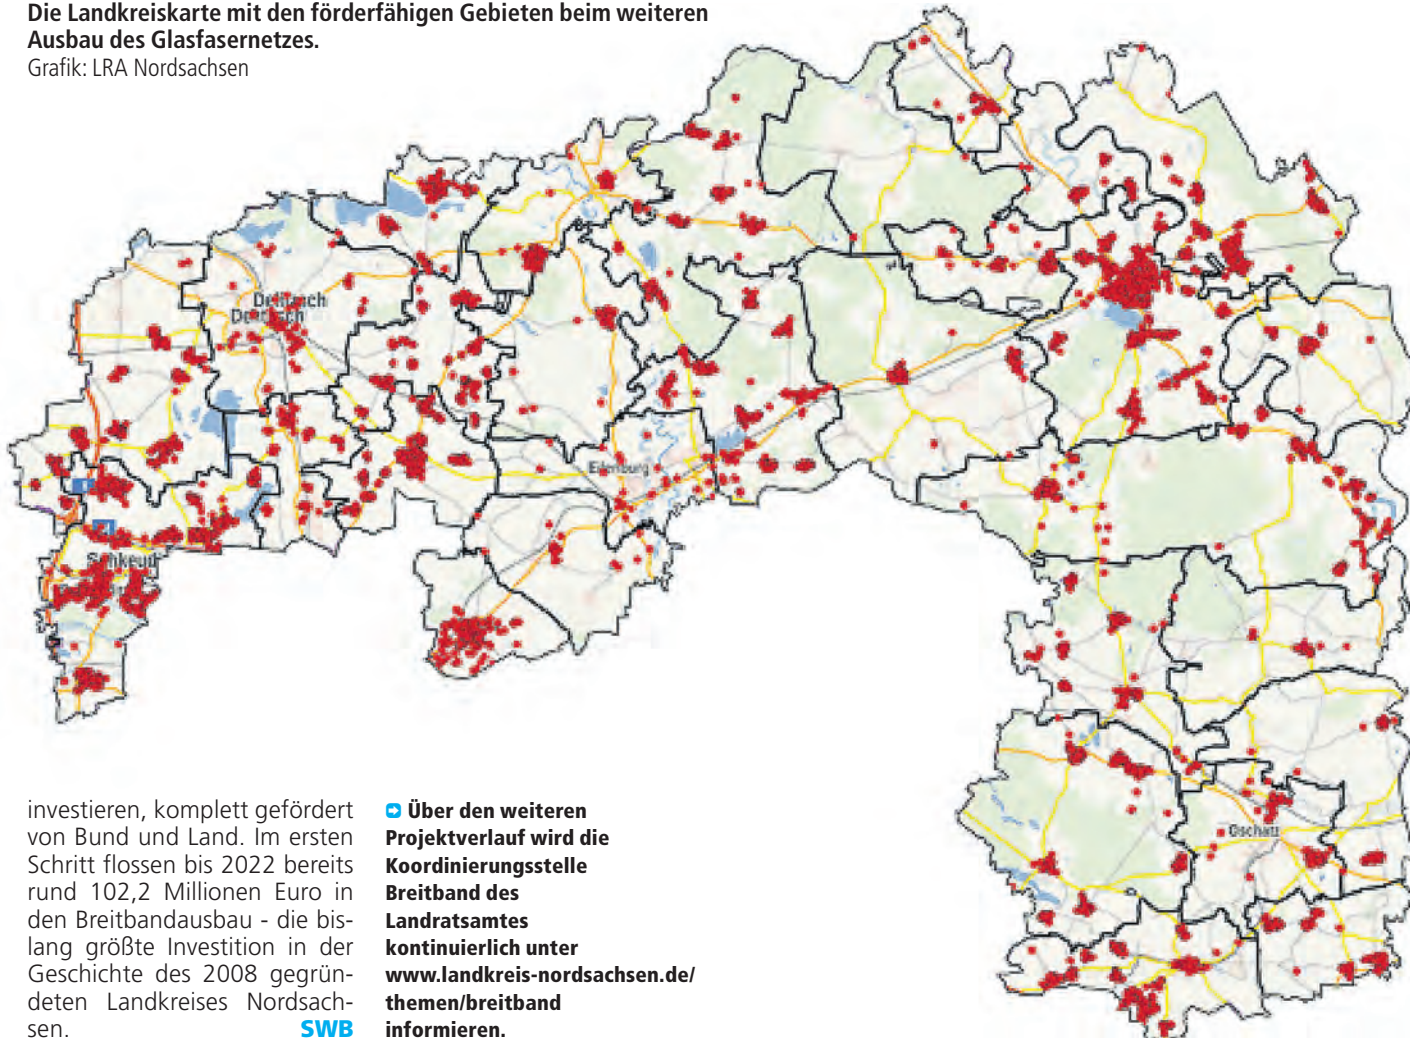 Die Landkreiskarte mit den förderfähigen Gebieten beim weiteren
Ausbau des Glasfasernetzes.
Grafik: LRA Nordsachsen
Delitzsch
Delitzsch
Eilenburg
Schkeud
Oschatz
investieren, komplett gefördert
von Bund und Land. Im ersten
Schritt flossen bis 2022 bereits
rund 102,2 Millionen Euro in
den Breitbandausbau - die bis-
lang größte Investition in der
Geschichte des 2008 gegrün-
deten Landkreises Nordsach-
sen. SWB
Über den weiteren
Projektverlauf wird die
Koordinierungsstelle
Breitband des
Landratsamtes
kontinuierlich unter
www.landkreis-nordsachsen.de/
themen/breitband
informieren.